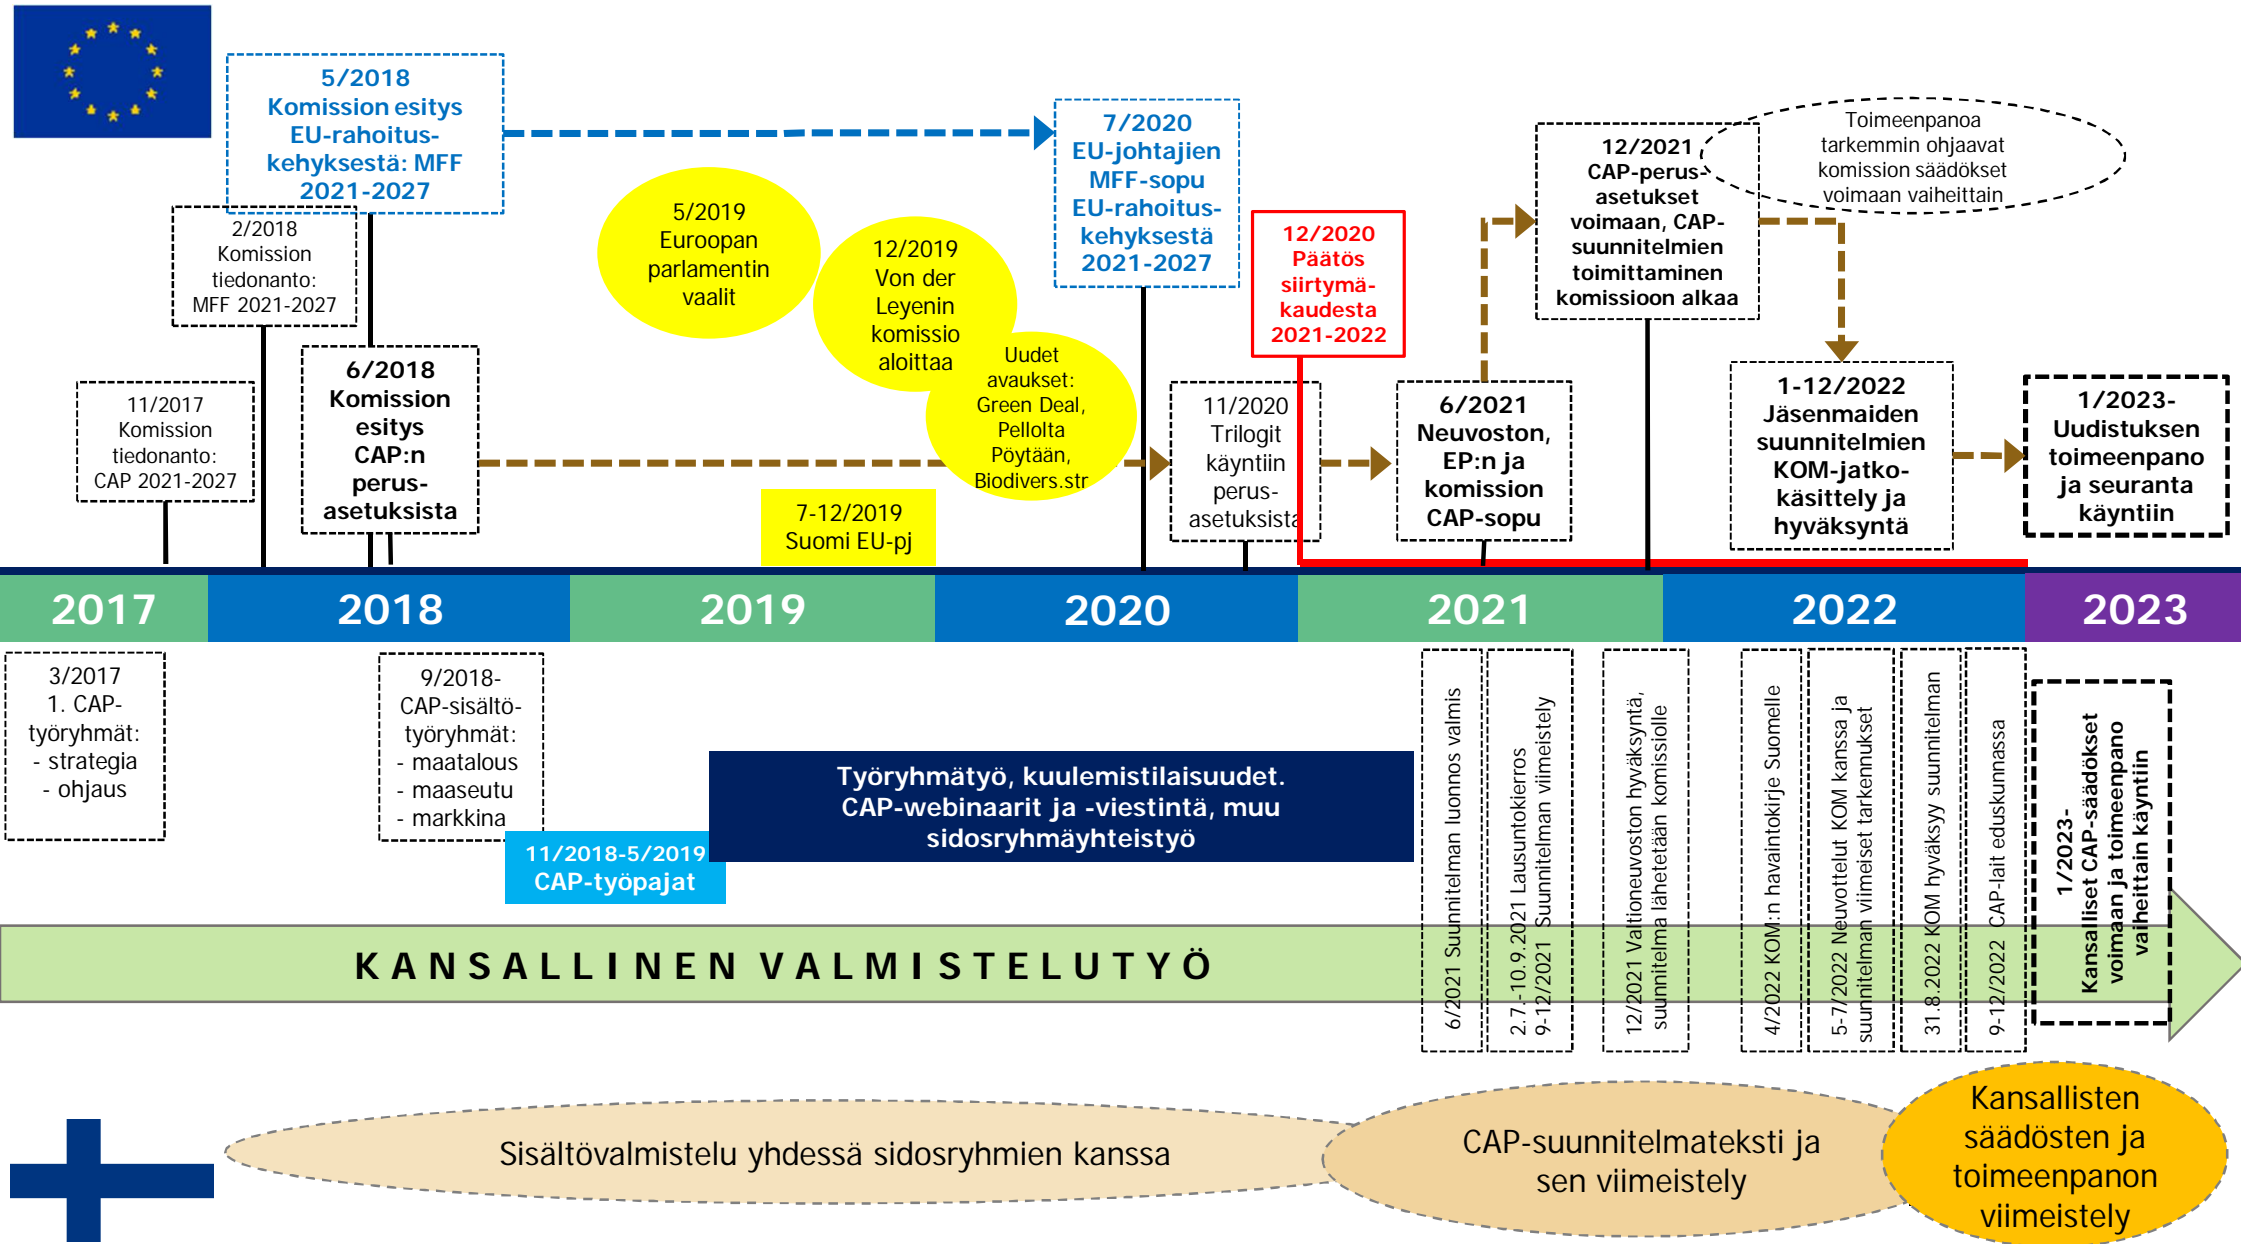 5/2018
Komission esitys
EU-rahoitus-
kehyksestä: MFF
2021-2027
2/2018
Komission
tiedonanto:
MFF 2021-2027
11/2017
Komission
tiedonanto:
CAP 2021-2027
6/2018
Komission
esitys
CAP:n
perus-
asetuksista
5/2019
Euroopan
parlamentin
vaalit
12/2019
Von der
Leyenin
komissio
aloittaa
Uudet
avaukset:
Green Deal,
Pellolta
Pöytään,
Biodivers.str
7-12/2019
Suomi EU-pj
7/2020
EU-johtajien
MFF-sopu
EU-rahoitus-
kehyksestä
2021-2027
11/2020
Trilogit
käyntiin
perus-
asetuksista
12/2020
Päätös
siirtymä-
kaudesta
2021-2022
6/2021
Neuvoston,
EP:n ja
komission
CAP-sopu
12/2021
CAP-perus-
asetukset
voimaan, CAP-
suunnitelmien
toimittaminen
komissioon alkaa
Toimeenpanoa
tarkemmin ohjaavat
komission säädökset
voimaan vaiheittain
1-12/2022
Jäsenmaiden
suunnitelmien
KOM-jatko-
käsittely ja
hyväksyntä
1/2023-
Uudistuksen
toimeenpano
ja seuranta
käyntiin
2017
2018
2019
2020
2021
2022
2023
3/2017
1. CAP-
työryhmät:
- strategia
- ohjaus
9/2018-
CAP-sisältö-
työryhmät:
- maatalous
- maaseutu
- markkina
11/2018-5/2019
CAP-työpajat
Työryhmätyö, kuulemistilaisuudet.
CAP-webinaarit ja -viestintä, muu
sidosryhmäyhteistyö
6/2021 Suunnitelman luonnos valmis
2.7.-10.9.2021 Lausuntokierros
9-12/2021 Suunnitelman viimeistely
12/2021 Valtioneuvoston hyväksyntä,
suunnitelma lähetetään komissiolle
4/2022 KOM:n havaintokirje Suomelle
5-7/2022 Neuvottelut KOM kanssa ja
suunnitelman viimeiset tarkennukset
31.8.2022 KOM hyväksyy suunnitelman
9-12/2022 CAP-lait eduskunnassa
1/2023-
Kansalliset CAP-säädökset
voimaan ja toimeenpano
vaiheittain käyntiin
KANSALLINEN VALMISTELUTYÖ
Sisältövalmistelu yhdessä sidosryhmien kanssa
CAP-suunnitelmateksti ja
sen viimeistely
Kansallisten
säädösten ja
toimeenpanon
viimeistely